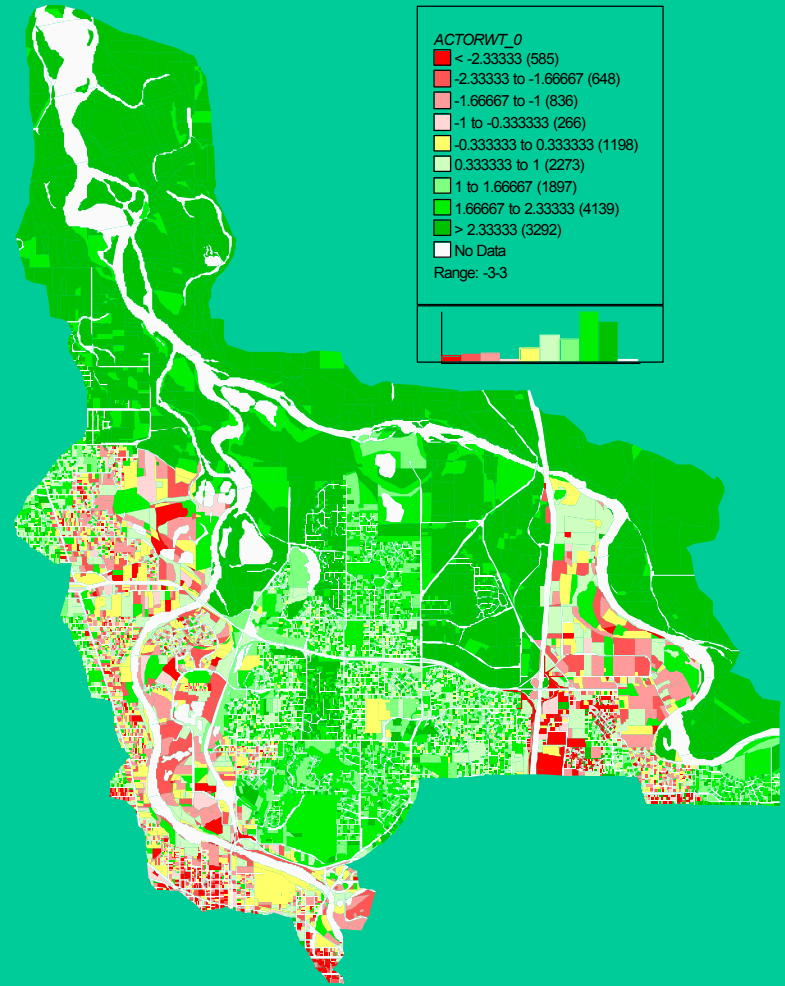 ACTORWT_0
< -2.33333 (585)
-2.33333 to -1.66667 (648)
-1.66667 to -1 (836)
-1 to -0.333333 (266)
-0.333333 to 0.333333 (1198)
0.333333 to 1 (2273)
1 to 1.66667 (1897)
1.66667 to 2.33333 (4139)
> 2.33333 (3292)
No Data
Range: -3-3